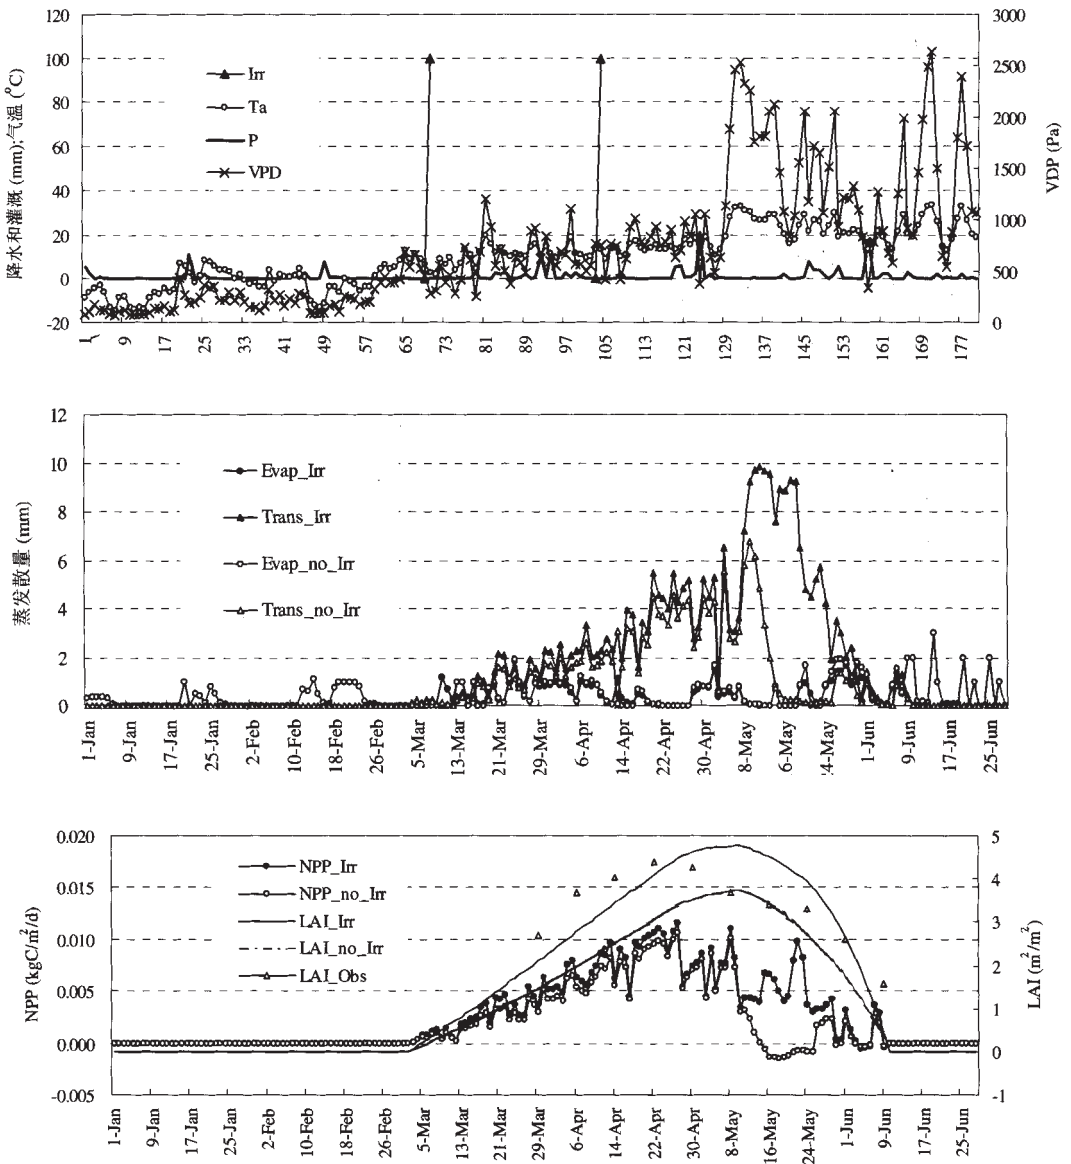 120
100
80
60
40
20
0
-20
降水和灌溉 (mm);气温 (°C)
Irr
Ta
P
VPD
3000
2500
2000
1500
1000
500
0
VDP (Pa)
1 9 17 25 33 41 49 57 65 73 81 89 97 105 113 121 129 137 145 153 161 169 177
12
10
8
6
4
2
0
蒸发散量 (mm)
Evap_Irr
Trans_Irr
Evap_no_Irr
Trans_no_Irr
1-Jan 9-Jan 17-Jan 25-Jan 2-Feb 10-Feb 18-Feb 26-Feb 5-Mar 13-Mar 21-Mar 29-Mar 6-Apr 14-Apr 22-Apr 30-Apr 8-May 6-May 24-May 1-Jun 9-Jun 17-Jun 25-Jun
0.020
0.015
0.010
0.005
0.000
-0.005
NPP (kgC/m²/d)
NPP_Irr
NPP_no_Irr
LAI_Irr
LAI_no_Irr
LAI_Obs
5
4
3
2
1
0
-1
LAI (m²/m²)
1-Jan 9-Jan 17-Jan 25-Jan 2-Feb 10-Feb 18-Feb 26-Feb 5-Mar 13-Mar 21-Mar 29-Mar 6-Apr 14-Apr 22-Apr 30-Apr 8-May 16-May 24-May 1-Jun 9-Jun 17-Jun 25-Jun